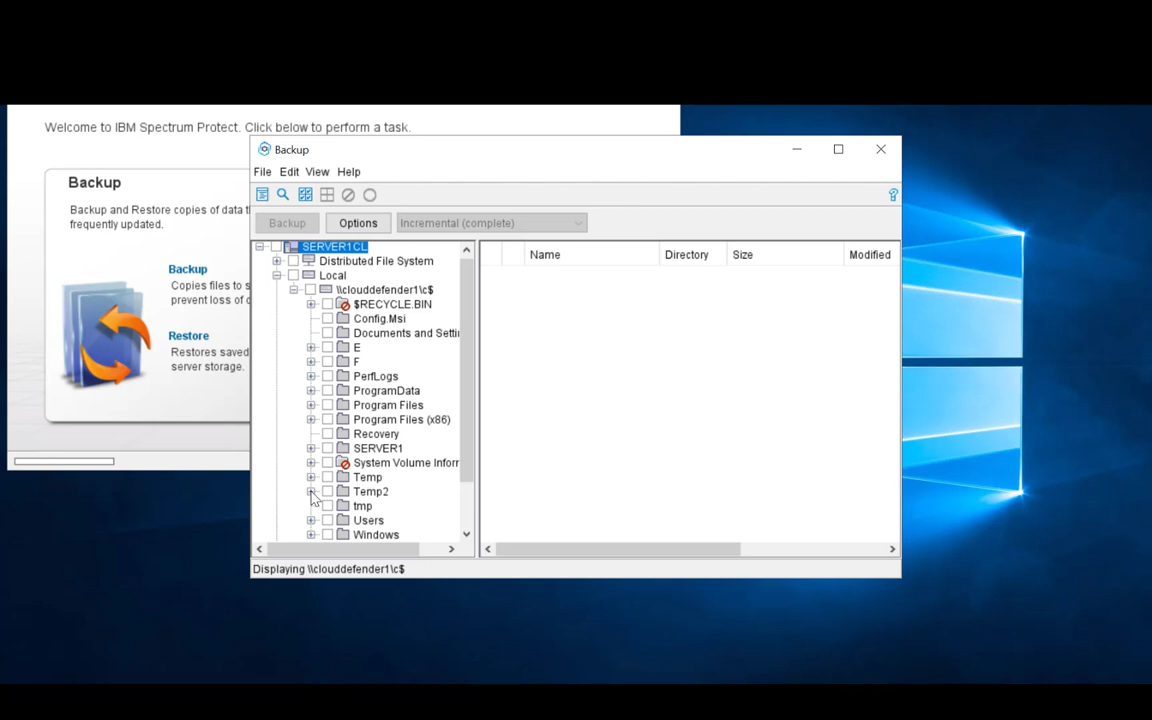 Welcome to IBM Spectrum Protect. Click below to perform a task.
Backup
File Edit View Help
Backup
Backup and Restore copies of data t
frequently updated.
Backup Options Incremental (complete)
SERVER1CL
Name Directory Size Modified
Distributed File System
Backup
Local
Copies files to s
\\clouddefender1\c$
prevent loss of c
$RECYCLE.BIN
Config.Msi
Restore
Documents and Settin
Restores saved
E
server storage.
F
PerfLogs
ProgramData
Program Files
Program Files (x86)
Recovery
SERVER1
System Volume Inforr
Temp
Temp2
tmp
Users
Windows
Displaying \\clouddefender1\c$